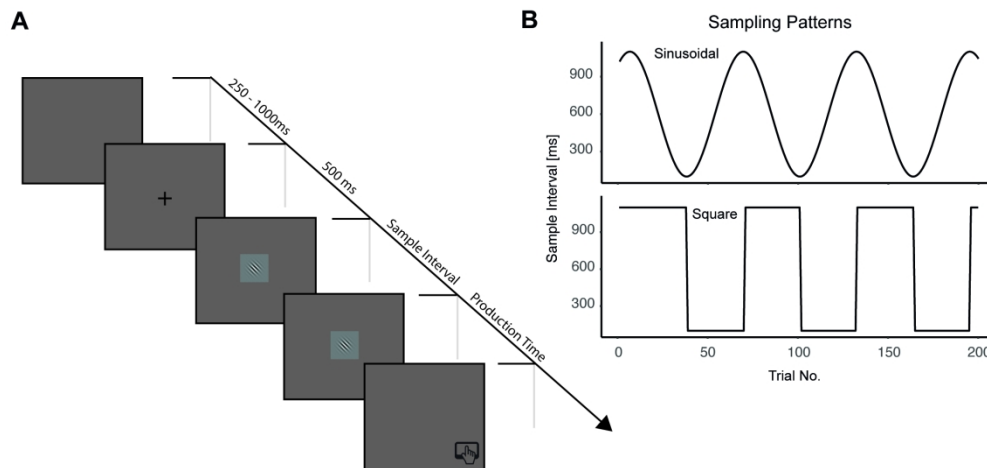 A
250 - 1000ms
500 ms
Sample Interval
Production Time
B
Sampling Patterns
Sinusoidal
900
600
300
Square
900
600
300
Sample Interval [ms]
0 50 100 150 200
Trial No.